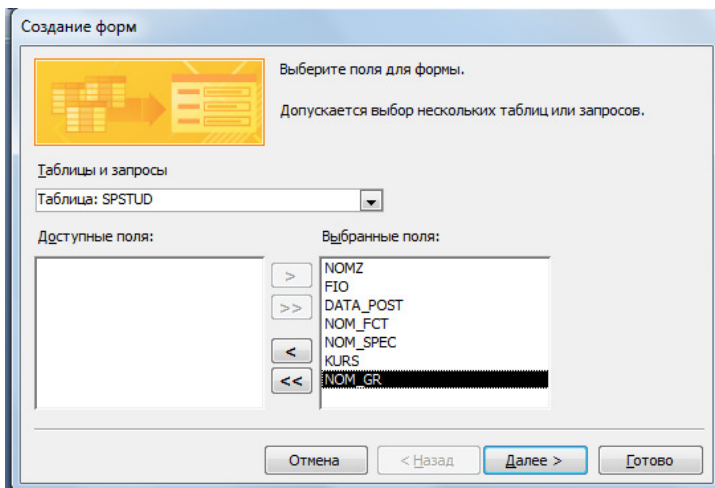 Создание форм
Выберите поля для формы.
Допускается выбор нескольких таблиц или запросов.
Таблицы и запросы
Таблица: SPSTUD
Доступные поля:
Выбранные поля:
>
>>
<
<<
NOMZ
FIO
DATA_POST
NOM_FCT
NOM_SPEC
KURS
NOM_GR
Отмена
< Назад
Далее >
Готово